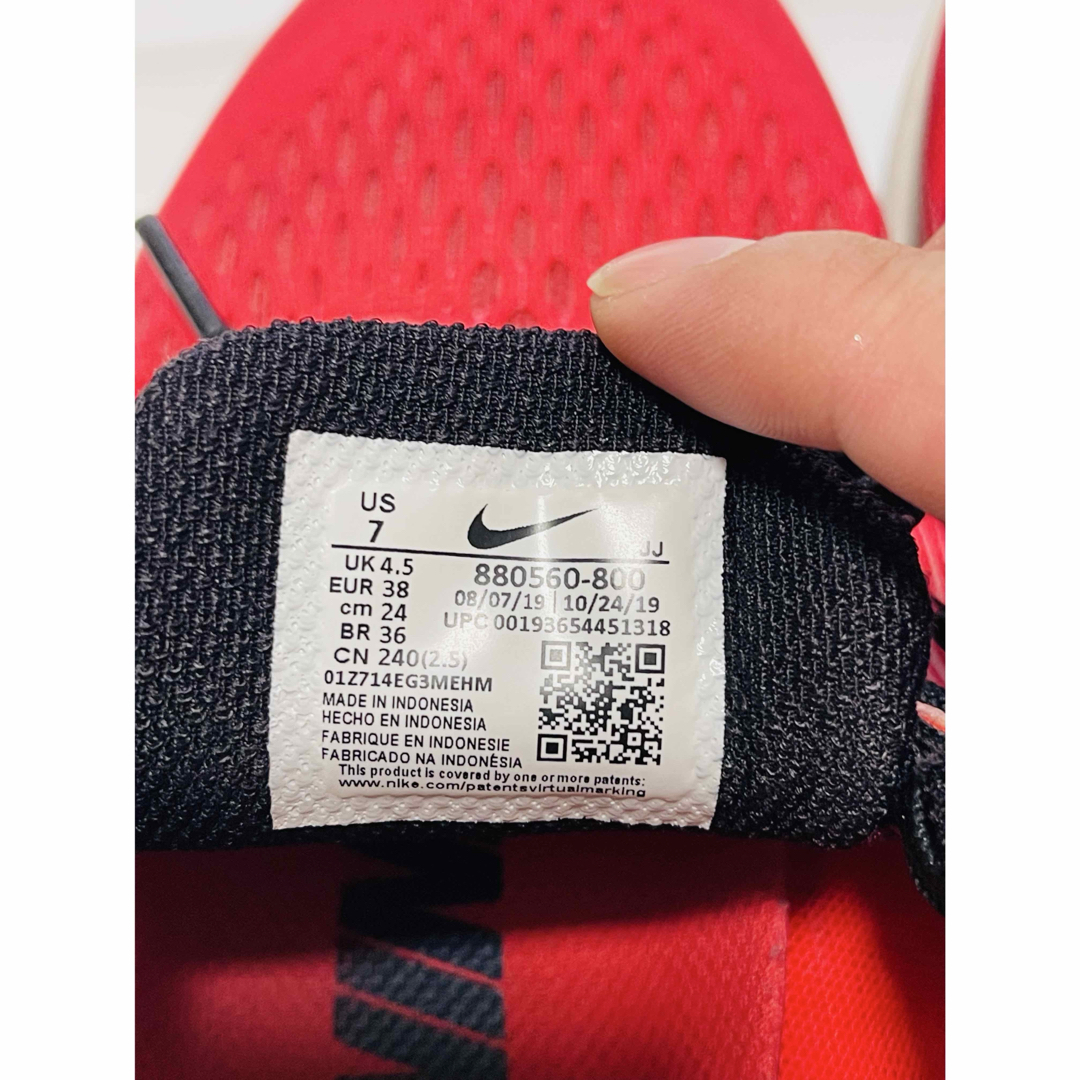 US
7
JJ
UK 4.5
EUR 38
cm 24
BR 36
CN 240(2.5)
880560-800
08/07/19 | 10/24/19
UPC 00193654451318
01Z714EG3MEHM
MADE IN INDONESIA
HECHO EN INDONESIA
FABRIQUE EN INDONESIE
FABRICADO NA INDONÉSIA
This product is covered by one or more patents:
www.nike.com/patentsvirtualmarking